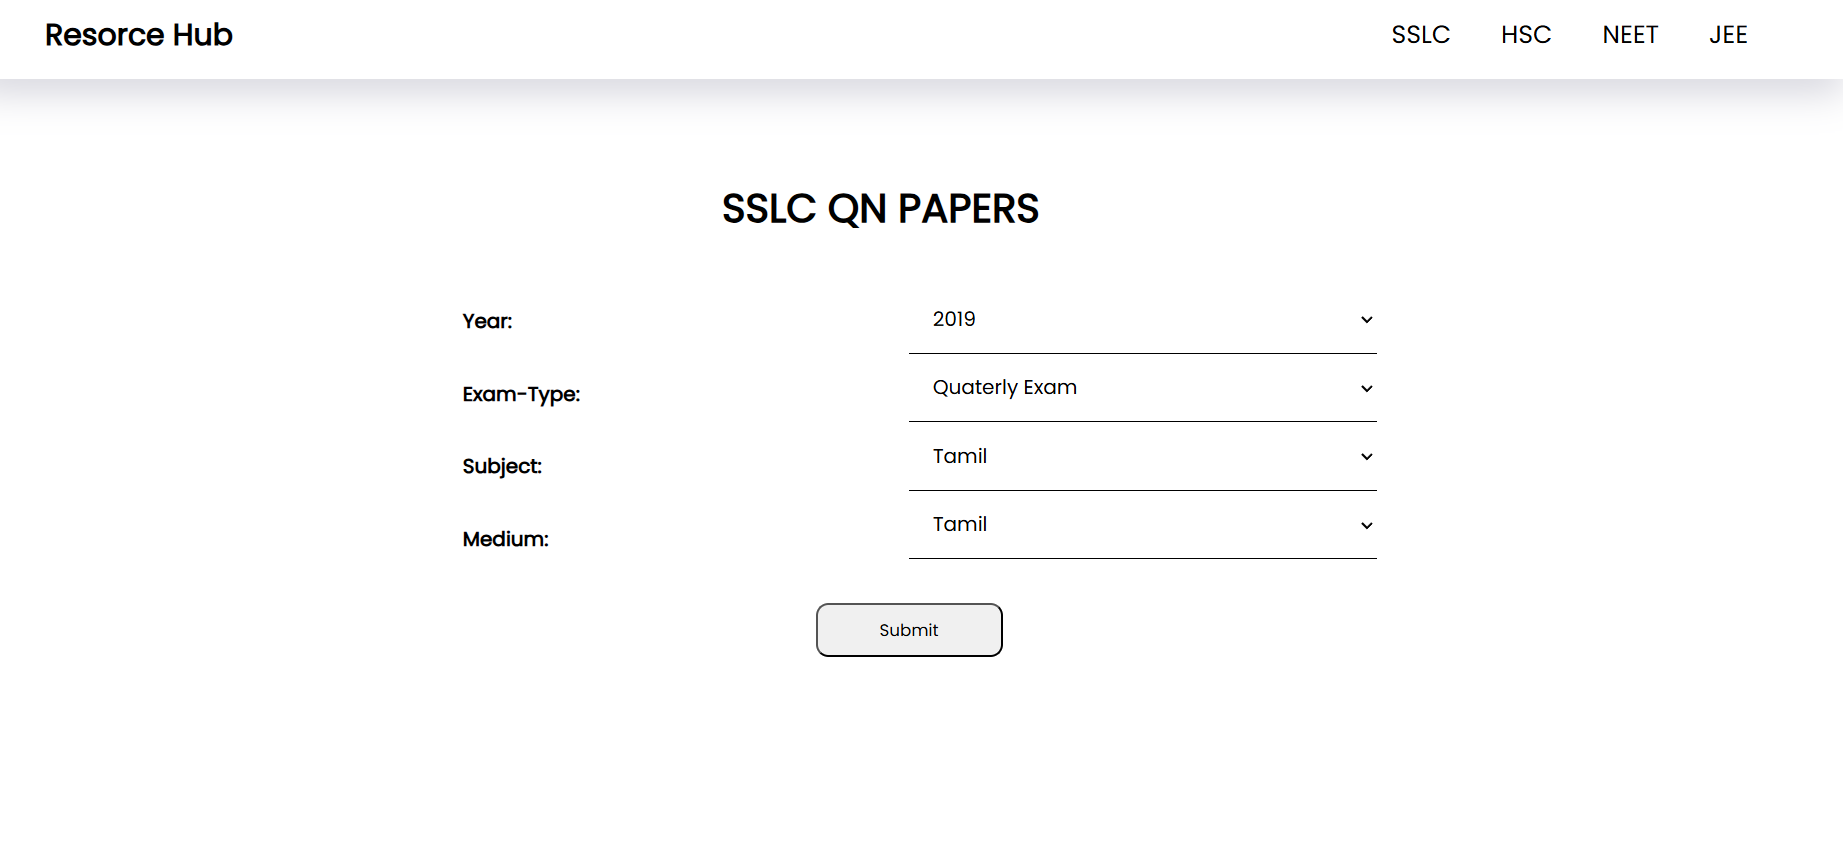 Resorce Hub SSLC HSC NEET JEE
SSLC QN PAPERS
Year: 2019
Exam-Type: Quaterly Exam
Subject: Tamil
Medium: Tamil
Submit